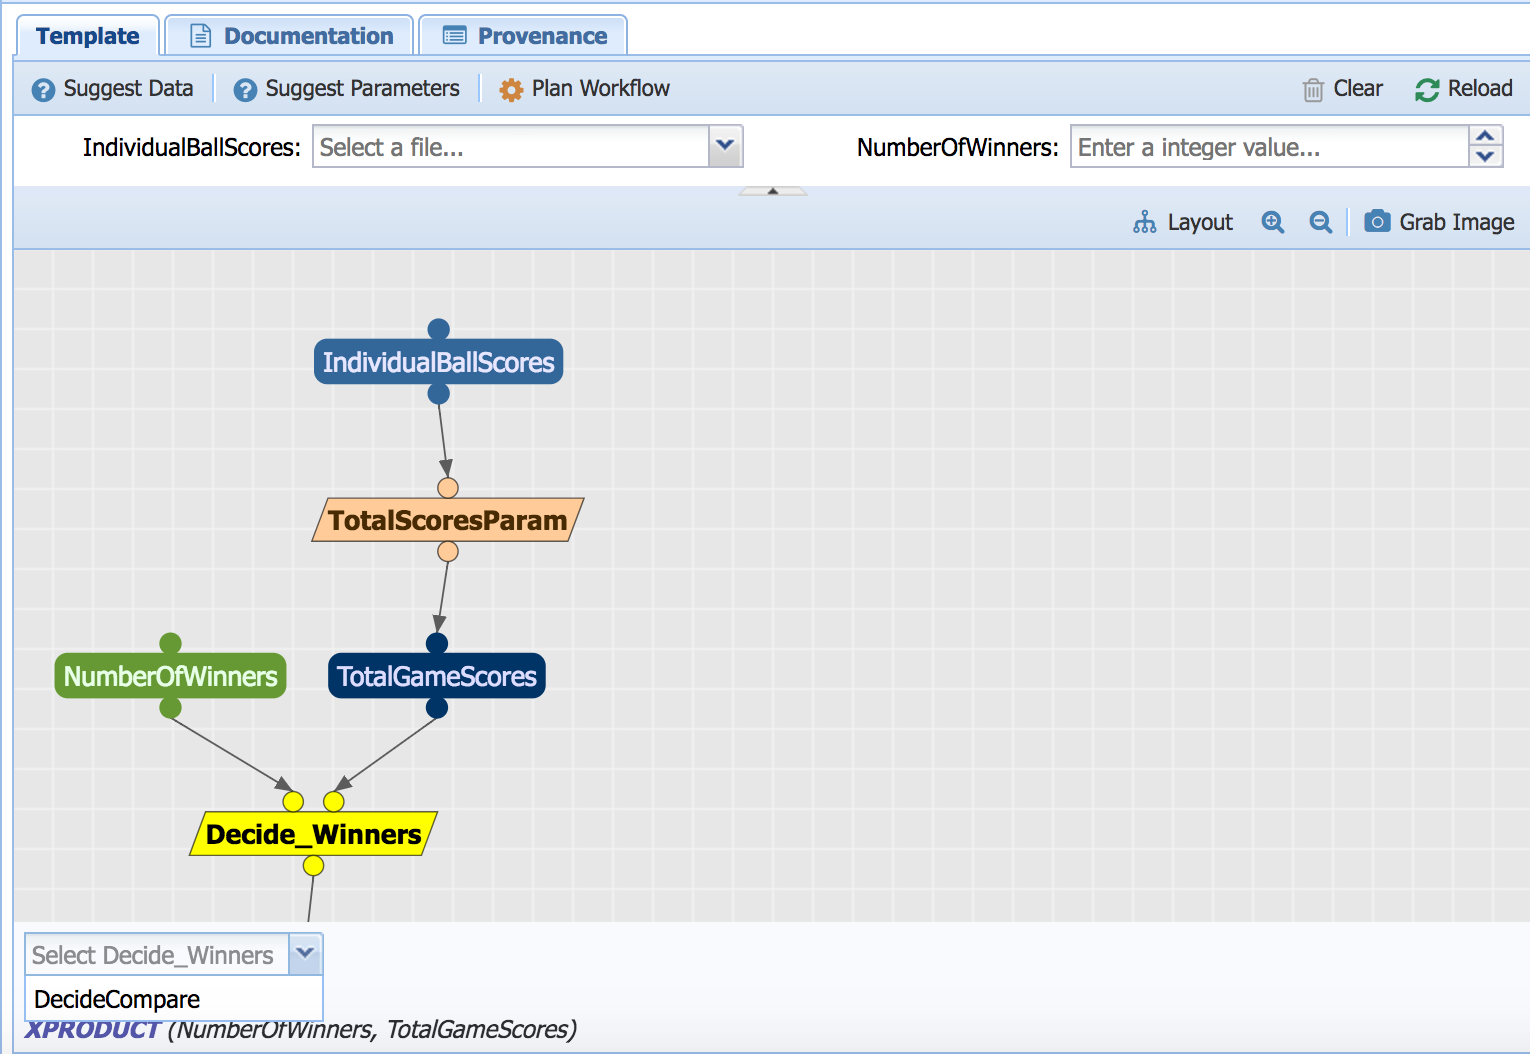 Template Documentation Provenance
Suggest Data Suggest Parameters Plan Workflow Clear Reload
IndividualBallScores: Select a file... NumberOfWinners: Enter a integer value...
Layout Grab Image
IndividualBallScores
TotalScoresParam
NumberOfWinners TotalGameScores
Decide_Winners
Select Decide_Winners
DecideCompare
XPRODUCT (NumberOfWinners, TotalGameScores)